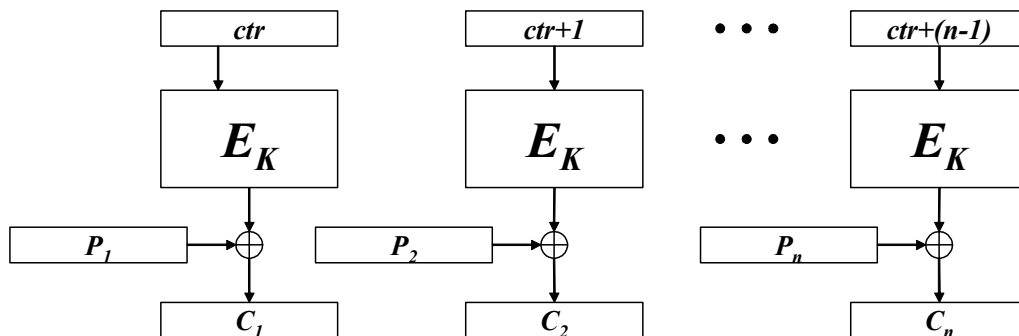 ctr ctr+1 • • • ctr+(n-1)
E_K E_K • • • E_K
P_1 P_2 P_n
C_1 C_2 C_n